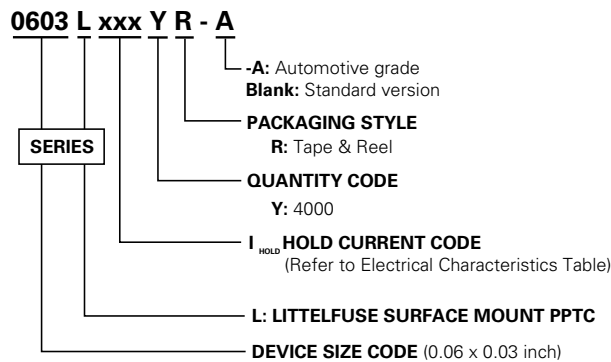 0603 L xxx Y R - A
-A: Automotive grade
Blank: Standard version
PACKAGING STYLE
R: Tape & Reel
SERIES
QUANTITY CODE
Y: 4000
I HOLD HOLD CURRENT CODE
(Refer to Electrical Characteristics Table)
L: LITTELFUSE SURFACE MOUNT PPTC
DEVICE SIZE CODE (0.06 x 0.03 inch)